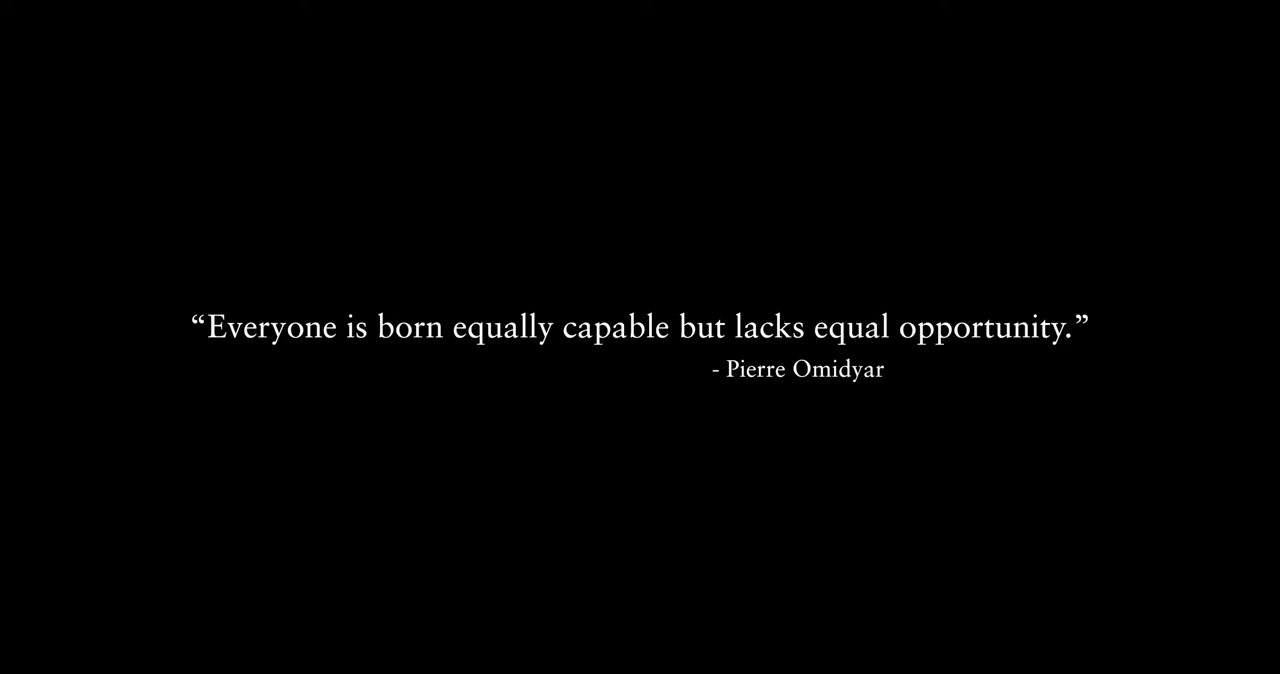 “Everyone is born equally capable but lacks equal opportunity.”
- Pierre Omidyar